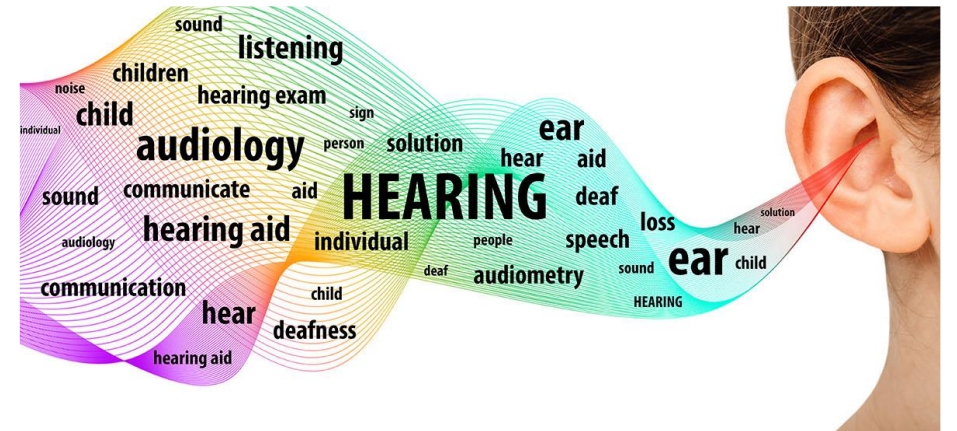 sound
listening
children
noise
hearing exam
child
sign
individual
audiology
person
solution
ear
hear
aid
sound
communicate
aid
HEARING
deaf
solution
loss
hearing aid
hear
individual
people
speech
audiology
ear
child
deaf
audiometry
sound
communication
child
HEARING
hear
deafness
hearing aid